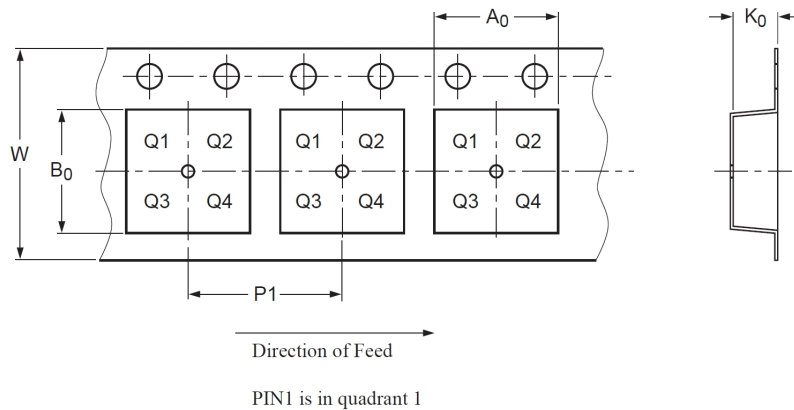 A0
K0
W
B0
Q1 Q2 Q1 Q2 Q1 Q2
Q3 Q4 Q3 Q4 Q3 Q4
P1
Direction of Feed
PIN1 is in quadrant 1